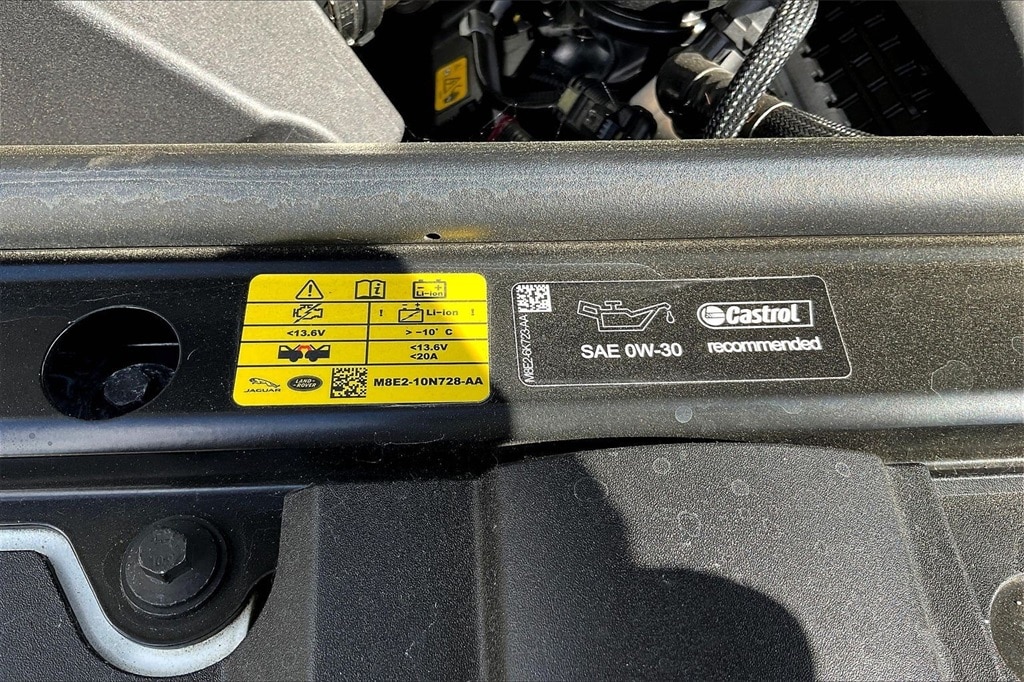 Li-ion
Li-ion
<13.6V
> -10° C
<13.6V
<20A
JAGUAR
LAND-
ROVER
M8E2-10N728-AA
M8E2-6K723-AA
Castrol
SAE 0W-30
recommended